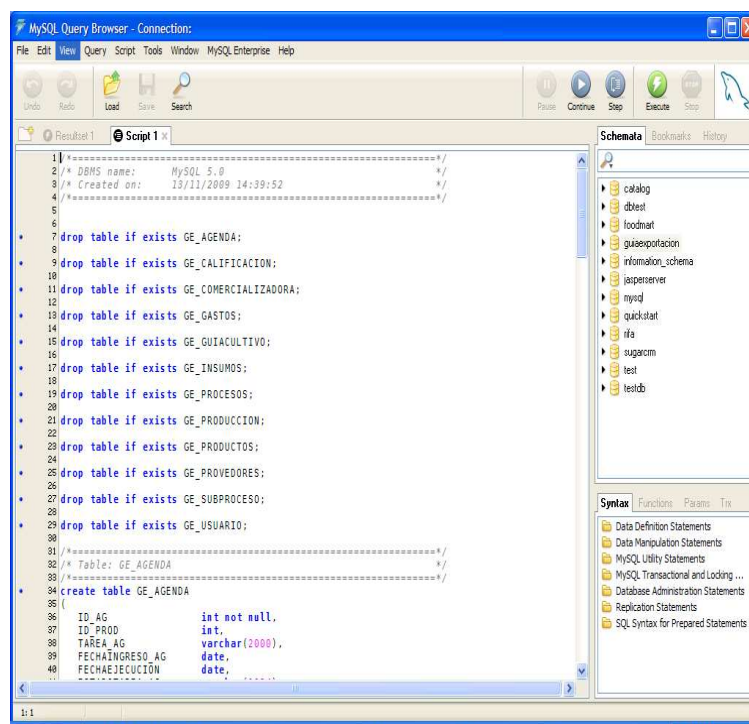 MySQL Query Browser - Connection:
File Edit View Query Script Tools Window MySQL Enterprise Help
Undo Redo Load Save Search Pause Continue Step Execute Stop
Resultset 1 Script 1
1 /*==============================================================*/
2 /* DBMS name:      MySQL 5.0                                    */
3 /* Created on:     13/11/2009 14:39:52                          */
4 /*==============================================================*/
5
6
7 drop table if exists GE_AGENDA;
8
9 drop table if exists GE_CALIFICACION;
10
11 drop table if exists GE_COMERCIALIZADORA;
12
13 drop table if exists GE_GASTOS;
14
15 drop table if exists GE_GUIACULTIVO;
16
17 drop table if exists GE_INSUMOS;
18
19 drop table if exists GE_PROCESOS;
20
21 drop table if exists GE_PRODUCCION;
22
23 drop table if exists GE_PRODUCTOS;
24
25 drop table if exists GE_PROVEDORES;
26
27 drop table if exists GE_SUBPROCESO;
28
29 drop table if exists GE_USUARIO;
30
31 /*==============================================================*/
32 /* Table: GE_AGENDA                                             */
33 /*==============================================================*/
34 create table GE_AGENDA
35 (
36 ID_AG int not null,
37 ID_PROD int,
38 TAREA_AG varchar(2000),
39 FECHAINGRESO_AG date,
40 FECHAEJECUCION date,
Schemata Bookmarks History
catalog
dbtest
foodmart
guiaexportacion
information_schema
jasperserver
mysql
quickstart
rifa
sugarcrm
test
testdb
Syntax Functions Params Trx
Data Definition Statements
Data Manipulation Statements
MySQL Utility Statements
MySQL Transactional and Locking ...
Database Administration Statements
Replication Statements
SQL Syntax for Prepared Statements
1: 1